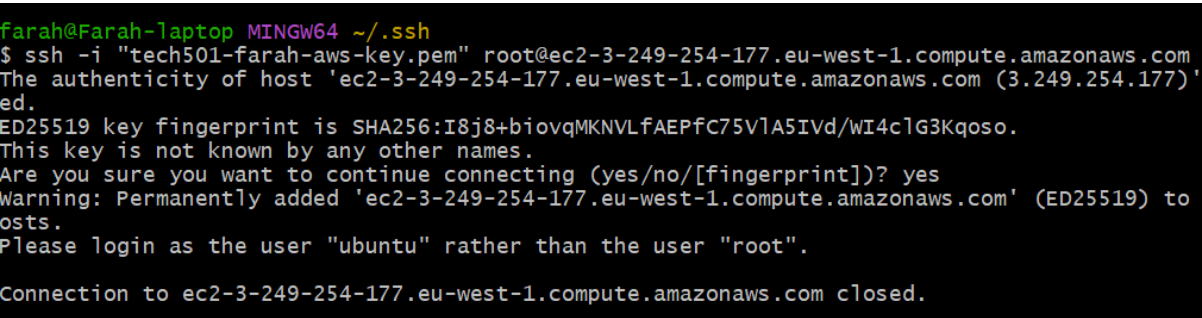 farah@Farah-laptop MINGW64 ~/.ssh
$ ssh -i "tech501-farah-aws-key.pem" root@ec2-3-249-254-177.eu-west-1.compute.amazonaws.com
The authenticity of host 'ec2-3-249-254-177.eu-west-1.compute.amazonaws.com (3.249.254.177)'
ed.
ED25519 key fingerprint is SHA256:I8j8+biovqMKNVLfAEPfC75VlA5IVd/WI4clG3Kqoso.
This key is not known by any other names.
Are you sure you want to continue connecting (yes/no/[fingerprint])? yes
Warning: Permanently added 'ec2-3-249-254-177.eu-west-1.compute.amazonaws.com' (ED25519) to
osts.
Please login as the user "ubuntu" rather than the user "root".
Connection to ec2-3-249-254-177.eu-west-1.compute.amazonaws.com closed.